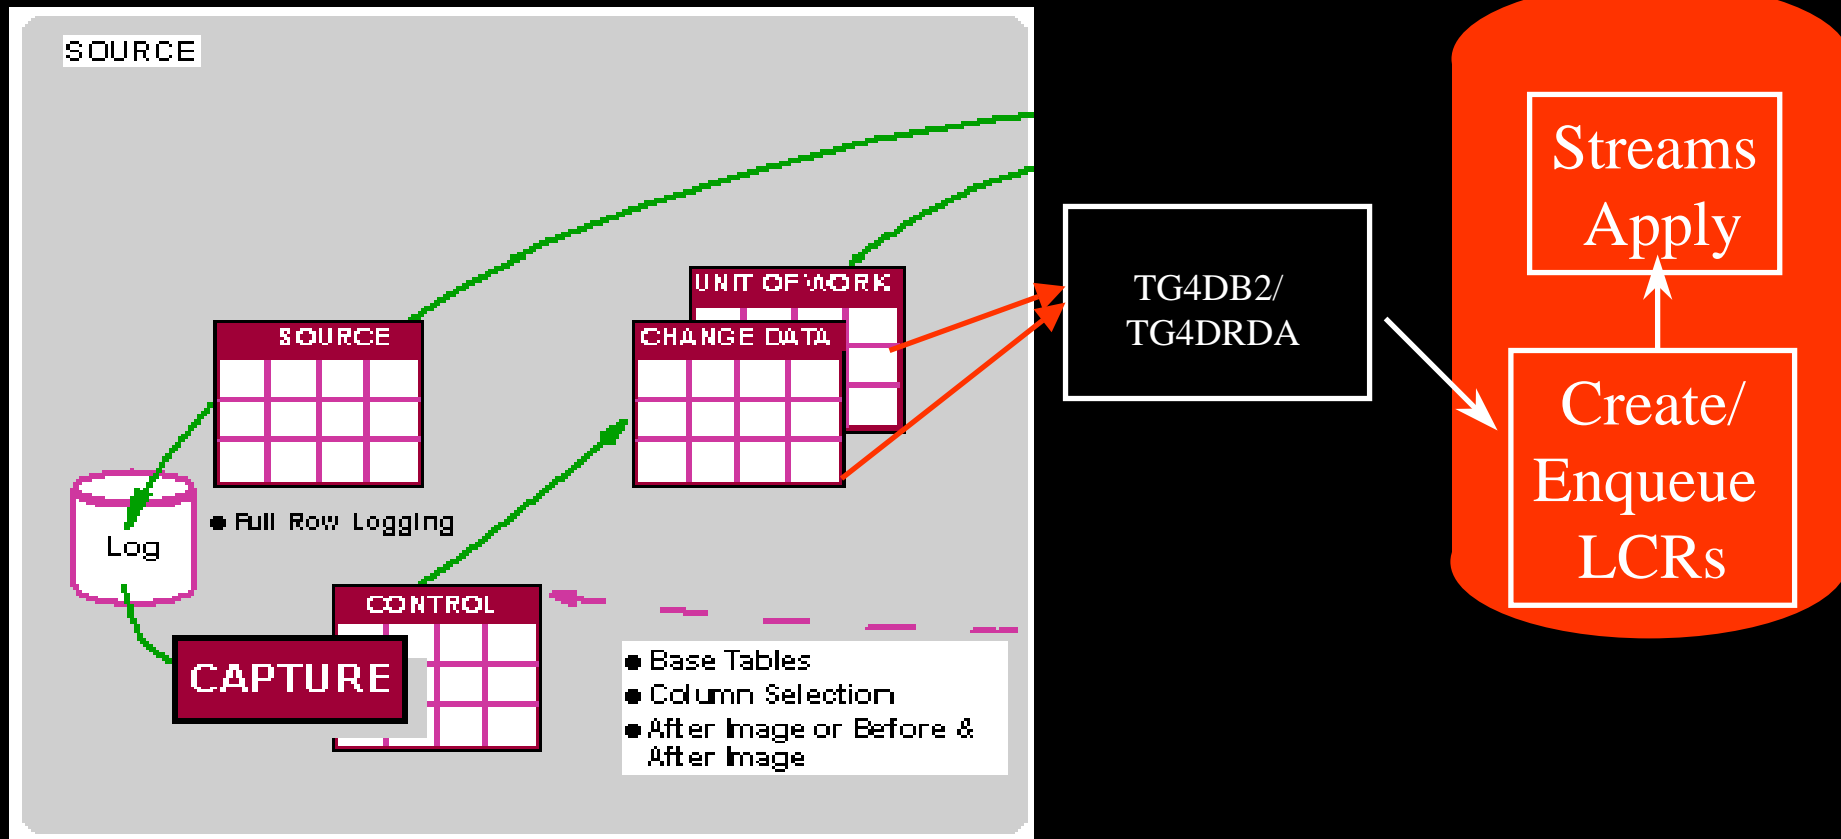 SOURCE
SOURCE
UNIT OF WORK
CHANGE DATA
Log
● Full Row Logging
CONTROL
CAPTURE
● Base Tables
● Column Selection
● After Image or Before &
After Image
TG4DB2/
TG4DRDA
Streams
Apply
Create/
Enqueue
LCRs